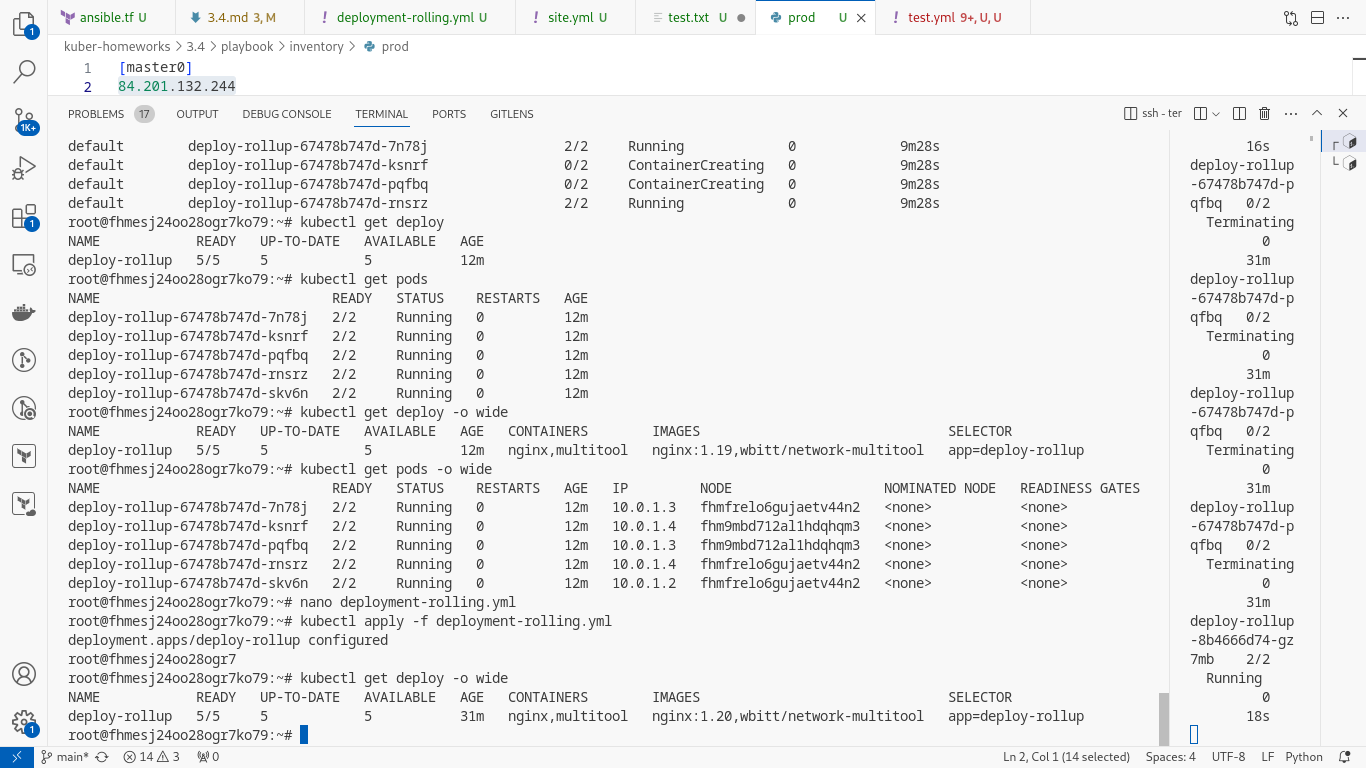 ansible.tf U
3.4.md 3, M
deployment-rolling.yml U
site.yml U
test.txt U
prod U
test.yml 9+, U, U
kuber-homeworks > 3.4 > playbook > inventory > prod
1 [master0]
2 84.201.132.244
PROBLEMS 17 OUTPUT DEBUG CONSOLE TERMINAL PORTS GITLENS
ssh - ter
1
1K+
1
1
default deploy-rollup-67478b747d-7n78j 2/2 Running 0 9m28s
default deploy-rollup-67478b747d-ksnrf 0/2 ContainerCreating 0 9m28s
default deploy-rollup-67478b747d-pqfbq 0/2 ContainerCreating 0 9m28s
default deploy-rollup-67478b747d-rnsrz 2/2 Running 0 9m28s
root@fhmesj24oo28ogr7ko79:~# kubectl get deploy
NAME READY UP-TO-DATE AVAILABLE AGE
deploy-rollup 5/5 5 5 12m
root@fhmesj24oo28ogr7ko79:~# kubectl get pods
NAME READY STATUS RESTARTS AGE
deploy-rollup-67478b747d-7n78j 2/2 Running 0 12m
deploy-rollup-67478b747d-ksnrf 2/2 Running 0 12m
deploy-rollup-67478b747d-pqfbq 2/2 Running 0 12m
deploy-rollup-67478b747d-rnsrz 2/2 Running 0 12m
deploy-rollup-67478b747d-skv6n 2/2 Running 0 12m
root@fhmesj24oo28ogr7ko79:~# kubectl get deploy -o wide
NAME READY UP-TO-DATE AVAILABLE AGE CONTAINERS IMAGES SELECTOR
deploy-rollup 5/5 5 5 12m nginx,multitool nginx:1.19,wbitt/network-multitool app=deploy-rollup
root@fhmesj24oo28ogr7ko79:~# kubectl get pods -o wide
NAME READY STATUS RESTARTS AGE IP NODE NOMINATED NODE READINESS GATES
deploy-rollup-67478b747d-7n78j 2/2 Running 0 12m 10.0.1.3 fhmfrelo6gujaetv44n2 <none> <none>
deploy-rollup-67478b747d-ksnrf 2/2 Running 0 12m 10.0.1.4 fhm9mbd712al1hdqhqm3 <none> <none>
deploy-rollup-67478b747d-pqfbq 2/2 Running 0 12m 10.0.1.3 fhm9mbd712al1hdqhqm3 <none> <none>
deploy-rollup-67478b747d-rnsrz 2/2 Running 0 12m 10.0.1.4 fhmfrelo6gujaetv44n2 <none> <none>
deploy-rollup-67478b747d-skv6n 2/2 Running 0 12m 10.0.1.2 fhmfrelo6gujaetv44n2 <none> <none>
root@fhmesj24oo28ogr7ko79:~# nano deployment-rolling.yml
root@fhmesj24oo28ogr7ko79:~# kubectl apply -f deployment-rolling.yml
deployment.apps/deploy-rollup configured
root@fhmesj24oo28ogr7
root@fhmesj24oo28ogr7ko79:~# kubectl get deploy -o wide
NAME READY UP-TO-DATE AVAILABLE AGE CONTAINERS IMAGES SELECTOR
deploy-rollup 5/5 5 5 31m nginx,multitool nginx:1.20,wbitt/network-multitool app=deploy-rollup
root@fhmesj24oo28ogr7ko79:~#
16s
deploy-rollup
-67478b747d-p
qfbq 0/2
Terminating
0
31m
deploy-rollup
-67478b747d-p
qfbq 0/2
Terminating
0
31m
deploy-rollup
-67478b747d-p
qfbq 0/2
Terminating
0
31m
deploy-rollup
-67478b747d-p
qfbq 0/2
Terminating
0
31m
deploy-rollup
-8b4666d74-gz
7mb 2/2
Running
0
18s
main* 14 3 0 Ln 2, Col 1 (14 selected) Spaces: 4 UTF-8 LF Python